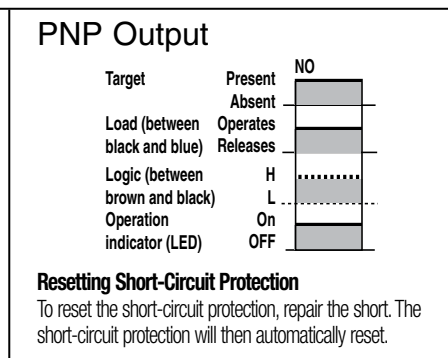 PNP Output
NO
Target Present
Absent
Load (between Operates
black and blue) Releases
Logic (between H
brown and black) L
Operation On
indicator (LED) OFF
Resetting Short-Circuit Protection
To reset the short-circuit protection, repair the short. The
short-circuit protection will then automatically reset.